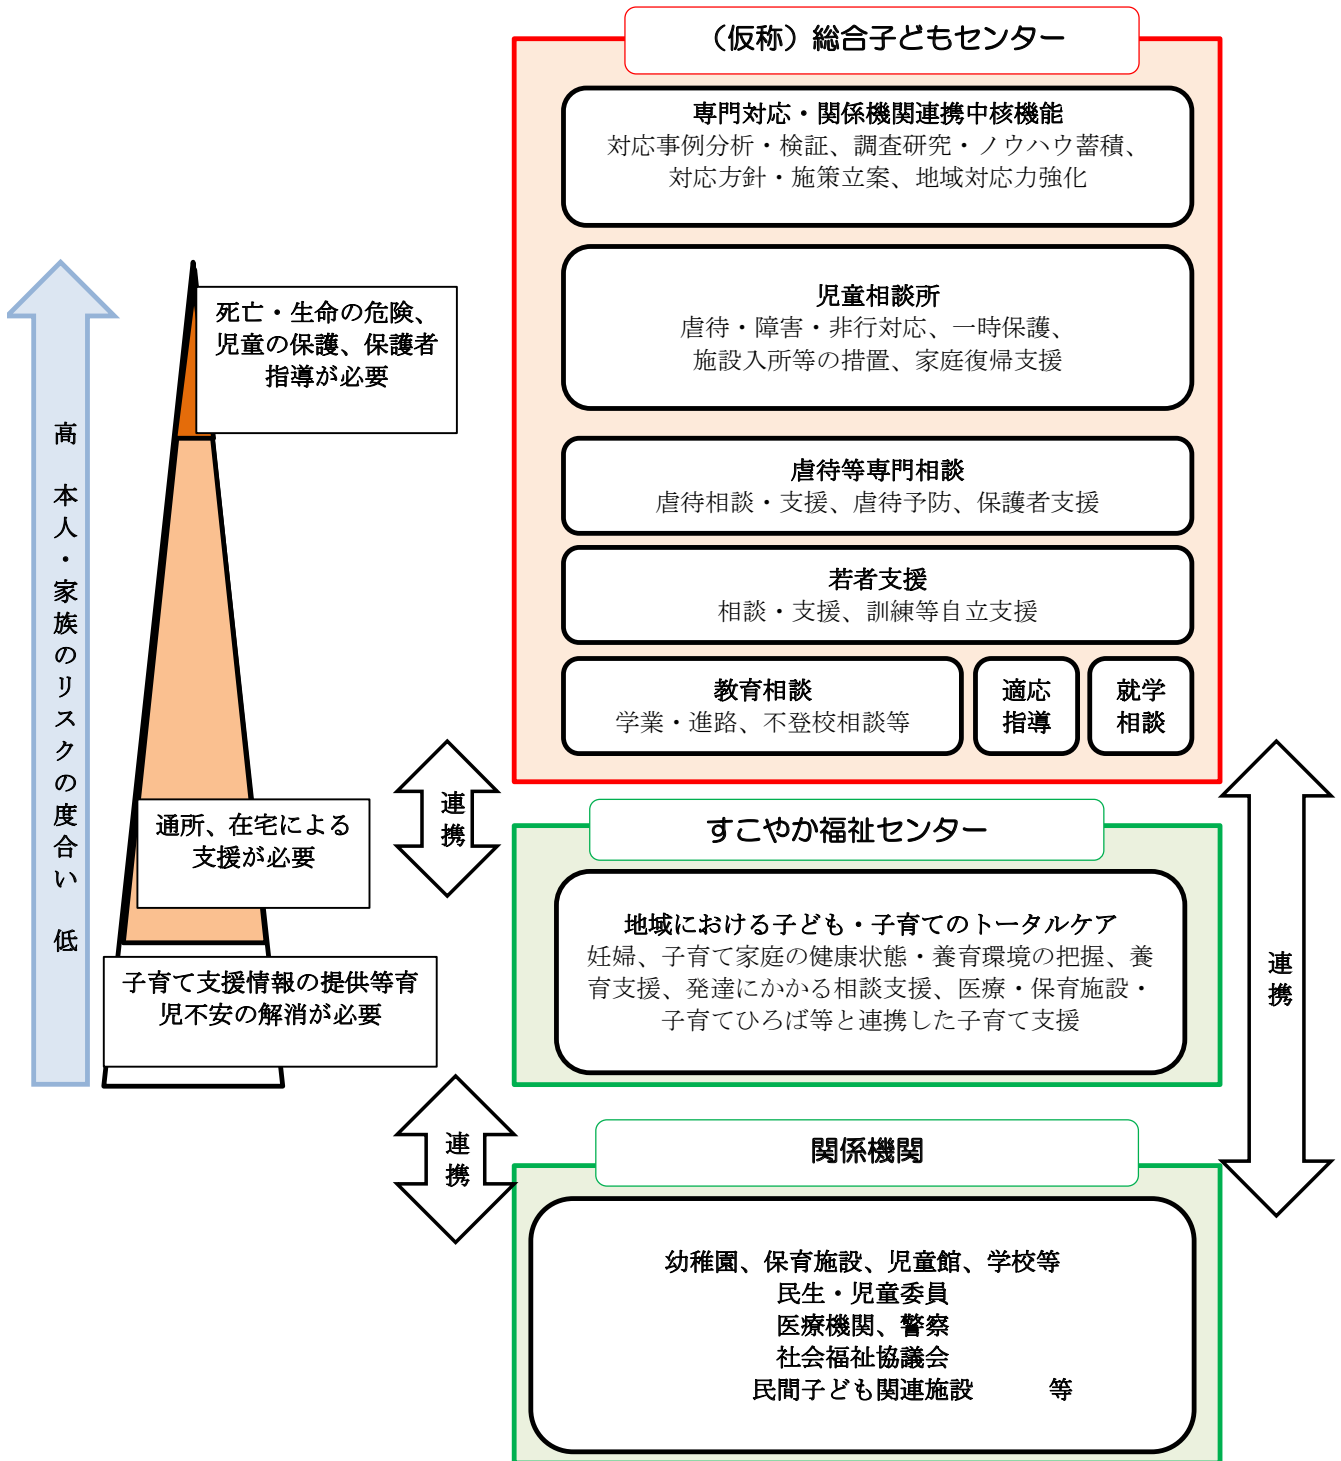 （仮称）総合子どもセンター
専門対応・関係機関連携中核機能
対応事例分析・検証、調査研究・ノウハウ蓄積、
対応方針・施策立案、地域対応力強化
児童相談所
虐待・障害・非行対応、一時保護、
施設入所等の措置、家庭復帰支援
虐待等専門相談
虐待相談・支援、虐待予防、保護者支援
若者支援
相談・支援、訓練等自立支援
教育相談
学業・進路、不登校相談等
適応
指導
就学
相談
高　本人・家族のリスクの度合い　低
死亡・生命の危険、
児童の保護、保護者
指導が必要
通所、在宅による
支援が必要
子育て支援情報の提供等育
児不安の解消が必要
連携
すこやか福祉センター
地域における子ども・子育てのトータルケア
妊婦、子育て家庭の健康状態・養育環境の把握、養
育支援、発達にかかる相談支援、医療・保育施設・
子育てひろば等と連携した子育て支援
連携
連携
関係機関
幼稚園、保育施設、児童館、学校等
民生・児童委員
医療機関、警察
社会福祉協議会
民間子ども関連施設　　　等